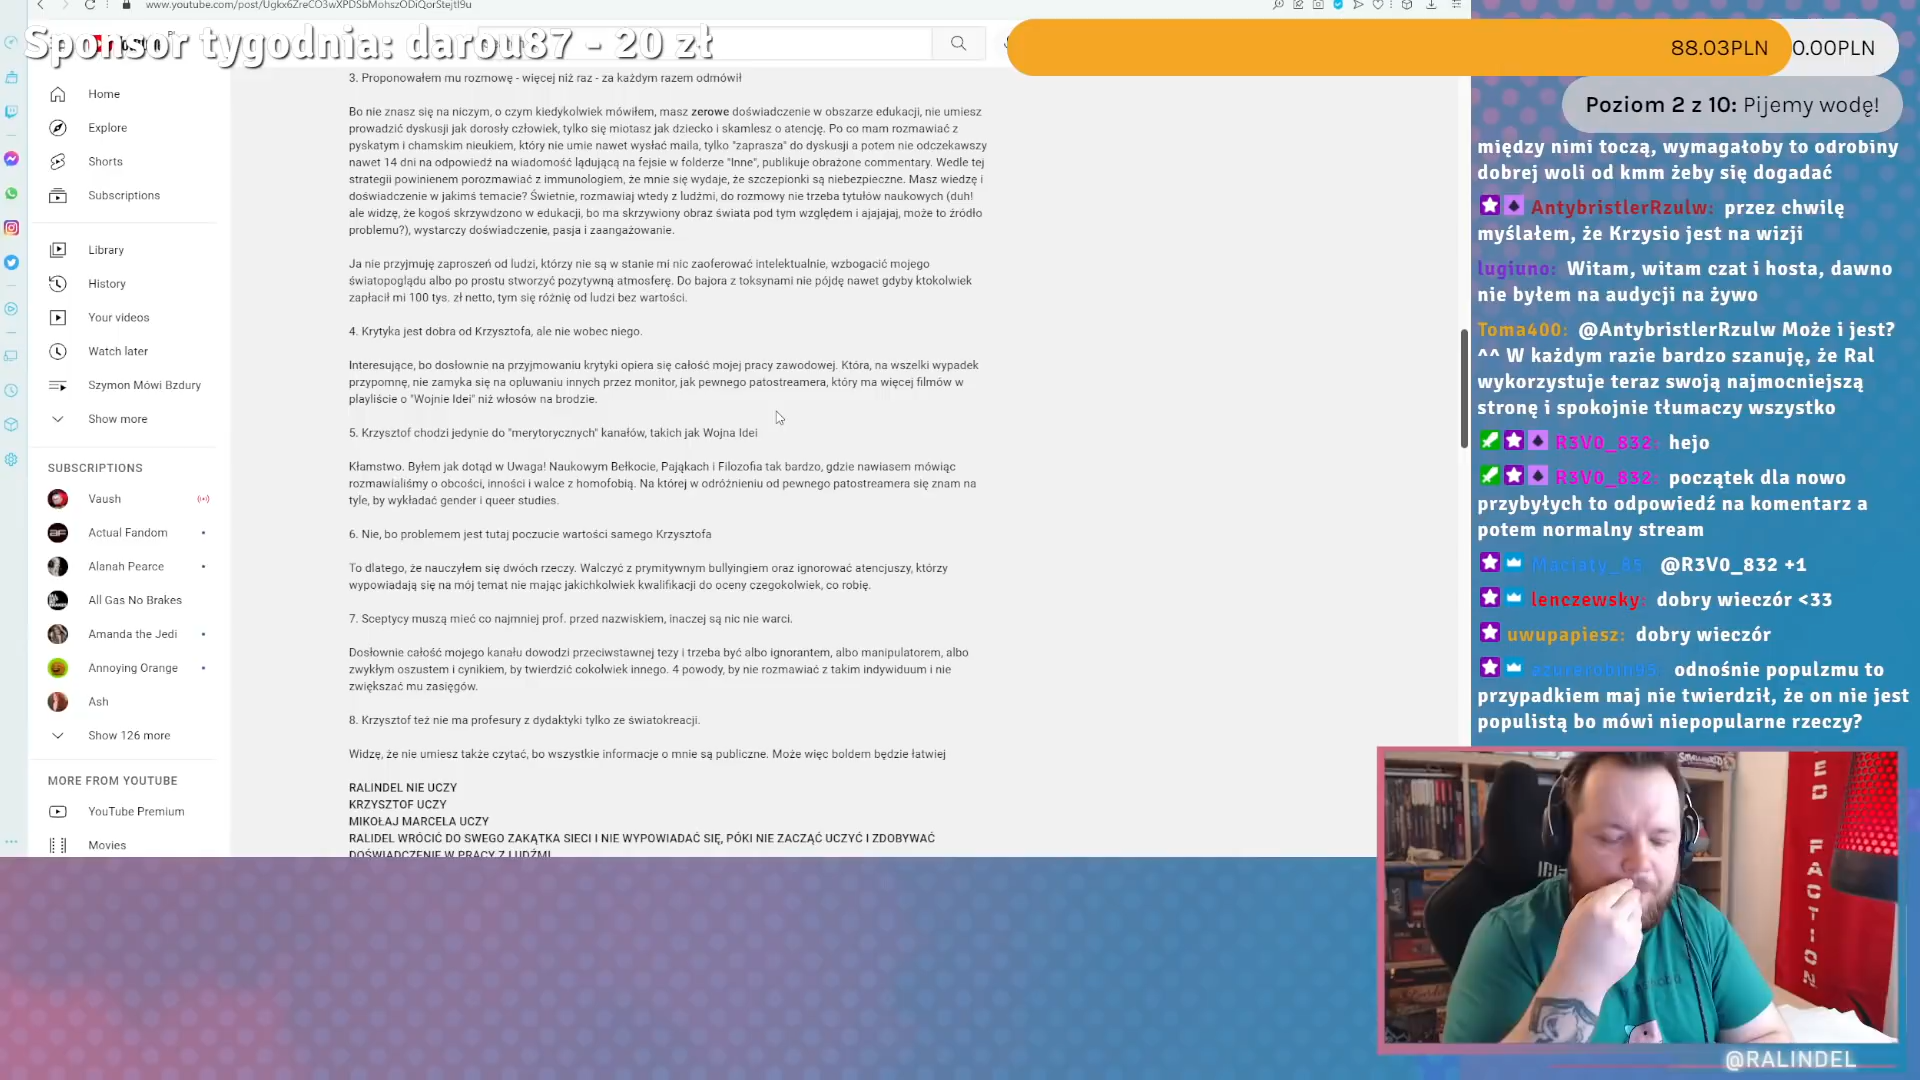 www.youtube.com/post/Ugkx6ZreCO3wXPDSbMohszODiQorStejtl9u
Sponsor tygodnia: darou87 - 20 zł
88.03PLN
0.00PLN
Poziom 2 z 10: Pijemy wodę!
Home
Explore
Shorts
Subscriptions
Library
History
Your videos
Watch later
Szymon Mówi Bzdury
Show more
SUBSCRIPTIONS
Vaush
Actual Fandom
Alanah Pearce
All Gas No Brakes
Amanda the Jedi
Annoying Orange
Ash
Show 126 more
MORE FROM YOUTUBE
YouTube Premium
Movies
3. Proponowałem mu rozmowę - więcej niż raz - za każdym razem odmówił
Bo nie znasz się na niczym, o czym kiedykolwiek mówiłem, masz zerowe doświadczenie w obszarze edukacji, nie umiesz
prowadzić dyskusji jak dorosły człowiek, tylko się miotasz jak dziecko i skamlesz o atencję. Po co mam rozmawiać z
pyskatym i chamskim nieukiem, który nie umie nawet wysłać maila, tylko "zaprasza" do dyskusji a potem nie odczekawszy
nawet 14 dni na odpowiedź na wiadomość lądującą na fejsie w folderze "Inne", publikuje obrażone commentary. Wedle tej
strategii powinienem porozmawiać z immunologiem, że mnie się wydaje, że szczepionki są niebezpieczne. Masz wiedzę i
doświadczenie w jakimś temacie? Świetnie, rozmawiaj wtedy z ludźmi, do rozmowy nie trzeba tytułów naukowych (duh!
ale widzę, że kogoś skrzywdzono w edukacji, bo ma skrzywiony obraz świata pod tym względem i ajajajaj, może to źródło
problemu?), wystarczy doświadczenie, pasja i zaangażowanie.
Ja nie przyjmuję zaproszeń od ludzi, którzy nie są w stanie mi nic zaoferować intelektualnie, wzbogacić mojego
światopoglądu albo po prostu stworzyć pozytywną atmosferę. Do bajora z toksynami nie pójdę nawet gdyby ktokolwiek
zapłacił mi 100 tys. zł netto, tym się różnię od ludzi bez wartości.
4. Krytyka jest dobra od Krzysztofa, ale nie wobec niego.
Interesujące, bo dosłownie na przyjmowaniu krytyki opiera się całość mojej pracy zawodowej. Która, na wszelki wypadek
przypomnę, nie zamyka się na opluwaniu innych przez monitor, jak pewnego patostreamera, który ma więcej filmów w
playliście o "Wojnie Idei" niż włosów na brodzie.
5. Krzysztof chodzi jedynie do "merytorycznych" kanałów, takich jak Wojna Idei
Kłamstwo. Byłem jak dotąd w Uwaga! Naukowym Bełkocie, Pająkach i Filozofia tak bardzo, gdzie nawiasem mówiąc
rozmawialiśmy o obcości, inności i walce z homofobią. Na której w odróżnieniu od pewnego patostreamera się znam na
tyle, by wykładać gender i queer studies.
6. Nie, bo problemem jest tutaj poczucie wartości samego Krzysztofa
To dlatego, że nauczyłem się dwóch rzeczy. Walczyć z prymitywnym bullyingiem oraz ignorować atencjuszy, którzy
wypowiadają się na mój temat nie mając jakichkolwiek kwalifikacji do oceny czegokolwiek, co robię.
7. Sceptycy muszą mieć co najmniej prof. przed nazwiskiem, inaczej są nic nie warci.
Dosłownie całość mojego kanału dowodzi przeciwstawnej tezy i trzeba być albo ignorantem, albo manipulatorem, albo
zwykłym oszustem i cynikiem, by twierdzić cokolwiek innego. 4 powody, by nie rozmawiać z takim indywiduum i nie
zwiększać mu zasięgów.
8. Krzysztof też nie ma profesury z dydaktyki tylko ze światokreacji.
Widzę, że nie umiesz także czytać, bo wszystkie informacje o mnie są publiczne. Może więc boldem będzie łatwiej
RALINDEL NIE UCZY
KRZYSZTOF UCZY
MIKOŁAJ MARCELA UCZY
RALIDEL WRÓCIĆ DO SWEGO ZAKĄTKA SIECI I NIE WYPOWIADAĆ SIĘ, PÓKI NIE ZACZĄĆ UCZYĆ I ZDOBYWAĆ
DOŚWIADCZENIE W PRACY Z LUDŹMI
między nimi toczą, wymagałoby to odrobiny
dobrej woli od kmm żeby się dogadać
AntybristlerRzulw: przez chwilę
myślałem, że Krzysio jest na wizji
lugiuno: Witam, witam czat i hosta, dawno
nie byłem na audycji na żywo
Toma400: @AntybristlerRzulw Może i jest?
^^ W każdym razie bardzo szanuję, że Ral
wykorzystuje teraz swoją najmocniejszą
stronę i spokojnie tłumaczy wszystko
R3V0_832: hejo
R3V0_832: początek dla nowo
przybyłych to odpowiedź na komentarz a
potem normalny stream
Maciaty_85: @R3V0_832 +1
lenczewsky: dobry wieczór <33
uwupapiesz: dobry wieczór
azurerobin95: odnośnie populzmu to
przypadkiem maj nie twierdził, że on nie jest
populistą bo mówi niepopularne rzeczy?
FACTION
@RALINDEL